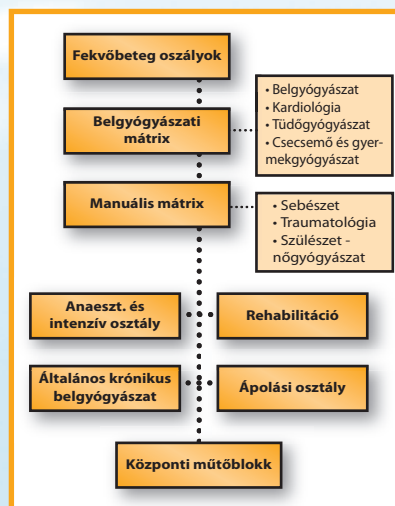 Fekvőbeteg oszályok
Belgyógyászati
mátrix
• Belgyógyászat
• Kardiológia
• Tüdőgyógyászat
• Csecsemő és gyer-
mekgyógyászat
Manuális mátrix
• Sebészet
• Traumatológia
• Szülészet -
nőgyógyászat
Anaeszt. és
intenzív osztály
Rehabilitáció
Általános krónikus
belgyógyászat
Ápolási osztály
Központi műtőblokk